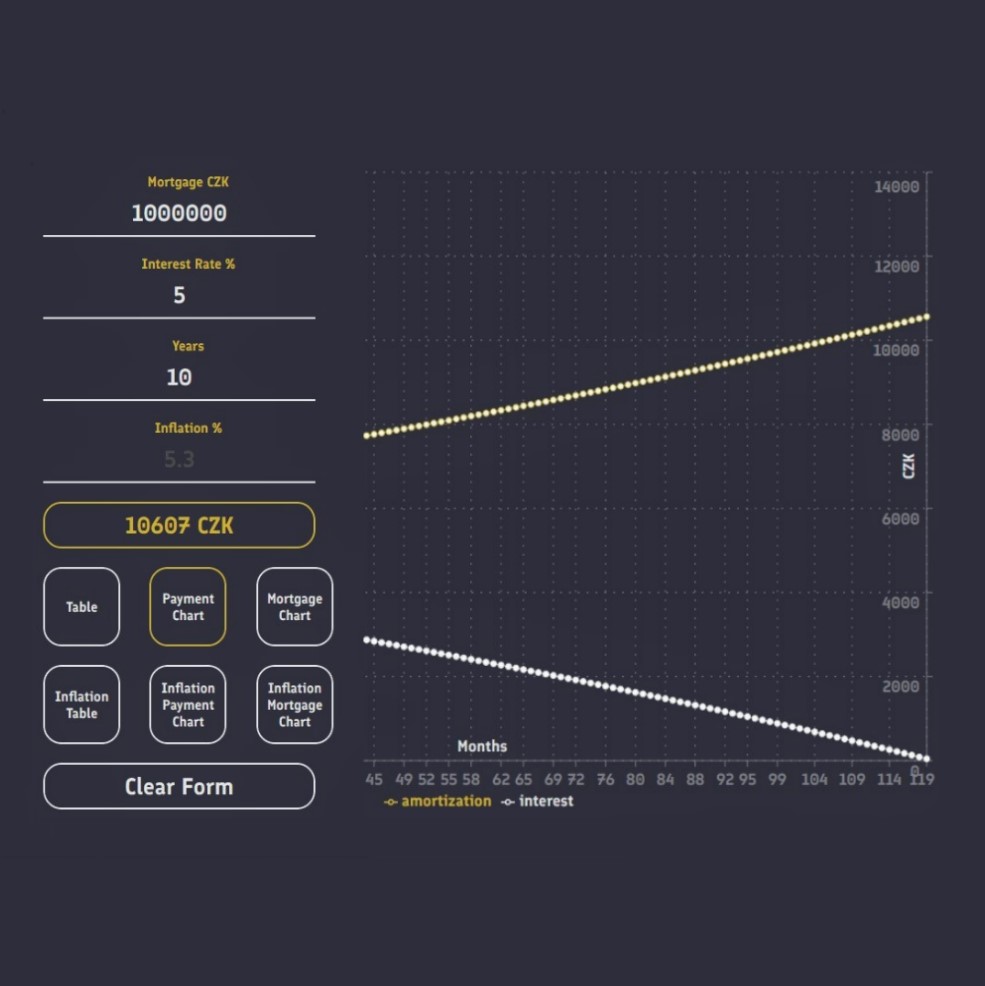 Mortgage CZK
1000000
Interest Rate %
5
Years
10
Inflation %
5.3
10607 CZK
Table
Payment
Chart
Mortgage
Chart
Inflation
Table
Inflation
Payment
Chart
Inflation
Mortgage
Chart
Clear Form
14000
12000
10000
8000
CZK
6000
4000
2000
0
Months
45 49 52 55 58 62 65 69 72 76 80 84 88 92 95 99 104 109 114 119
amortization interest